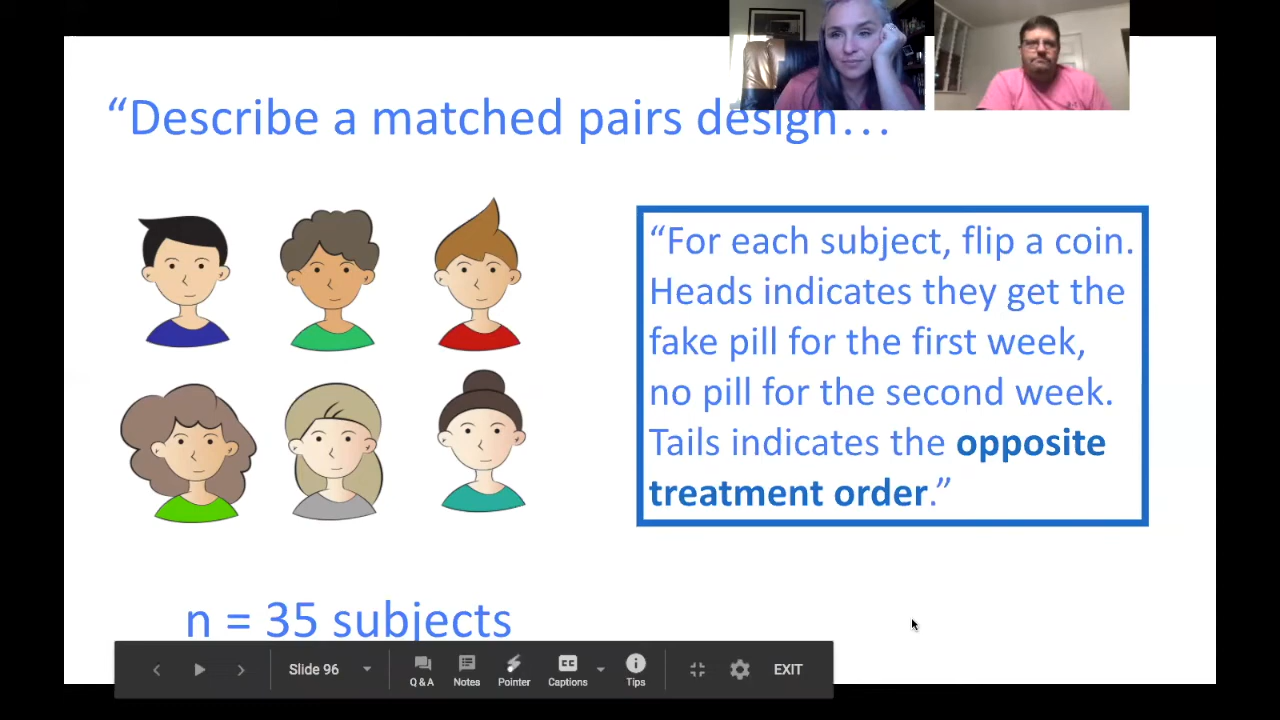 “Describe a matched pairs design…
“For each subject, flip a coin.
Heads indicates they get the
fake pill for the first week,
no pill for the second week.
Tails indicates the opposite
treatment order.”
n = 35 subjects
Slide 96
Q & A
Notes
Pointer
CC
Captions
Tips
EXIT